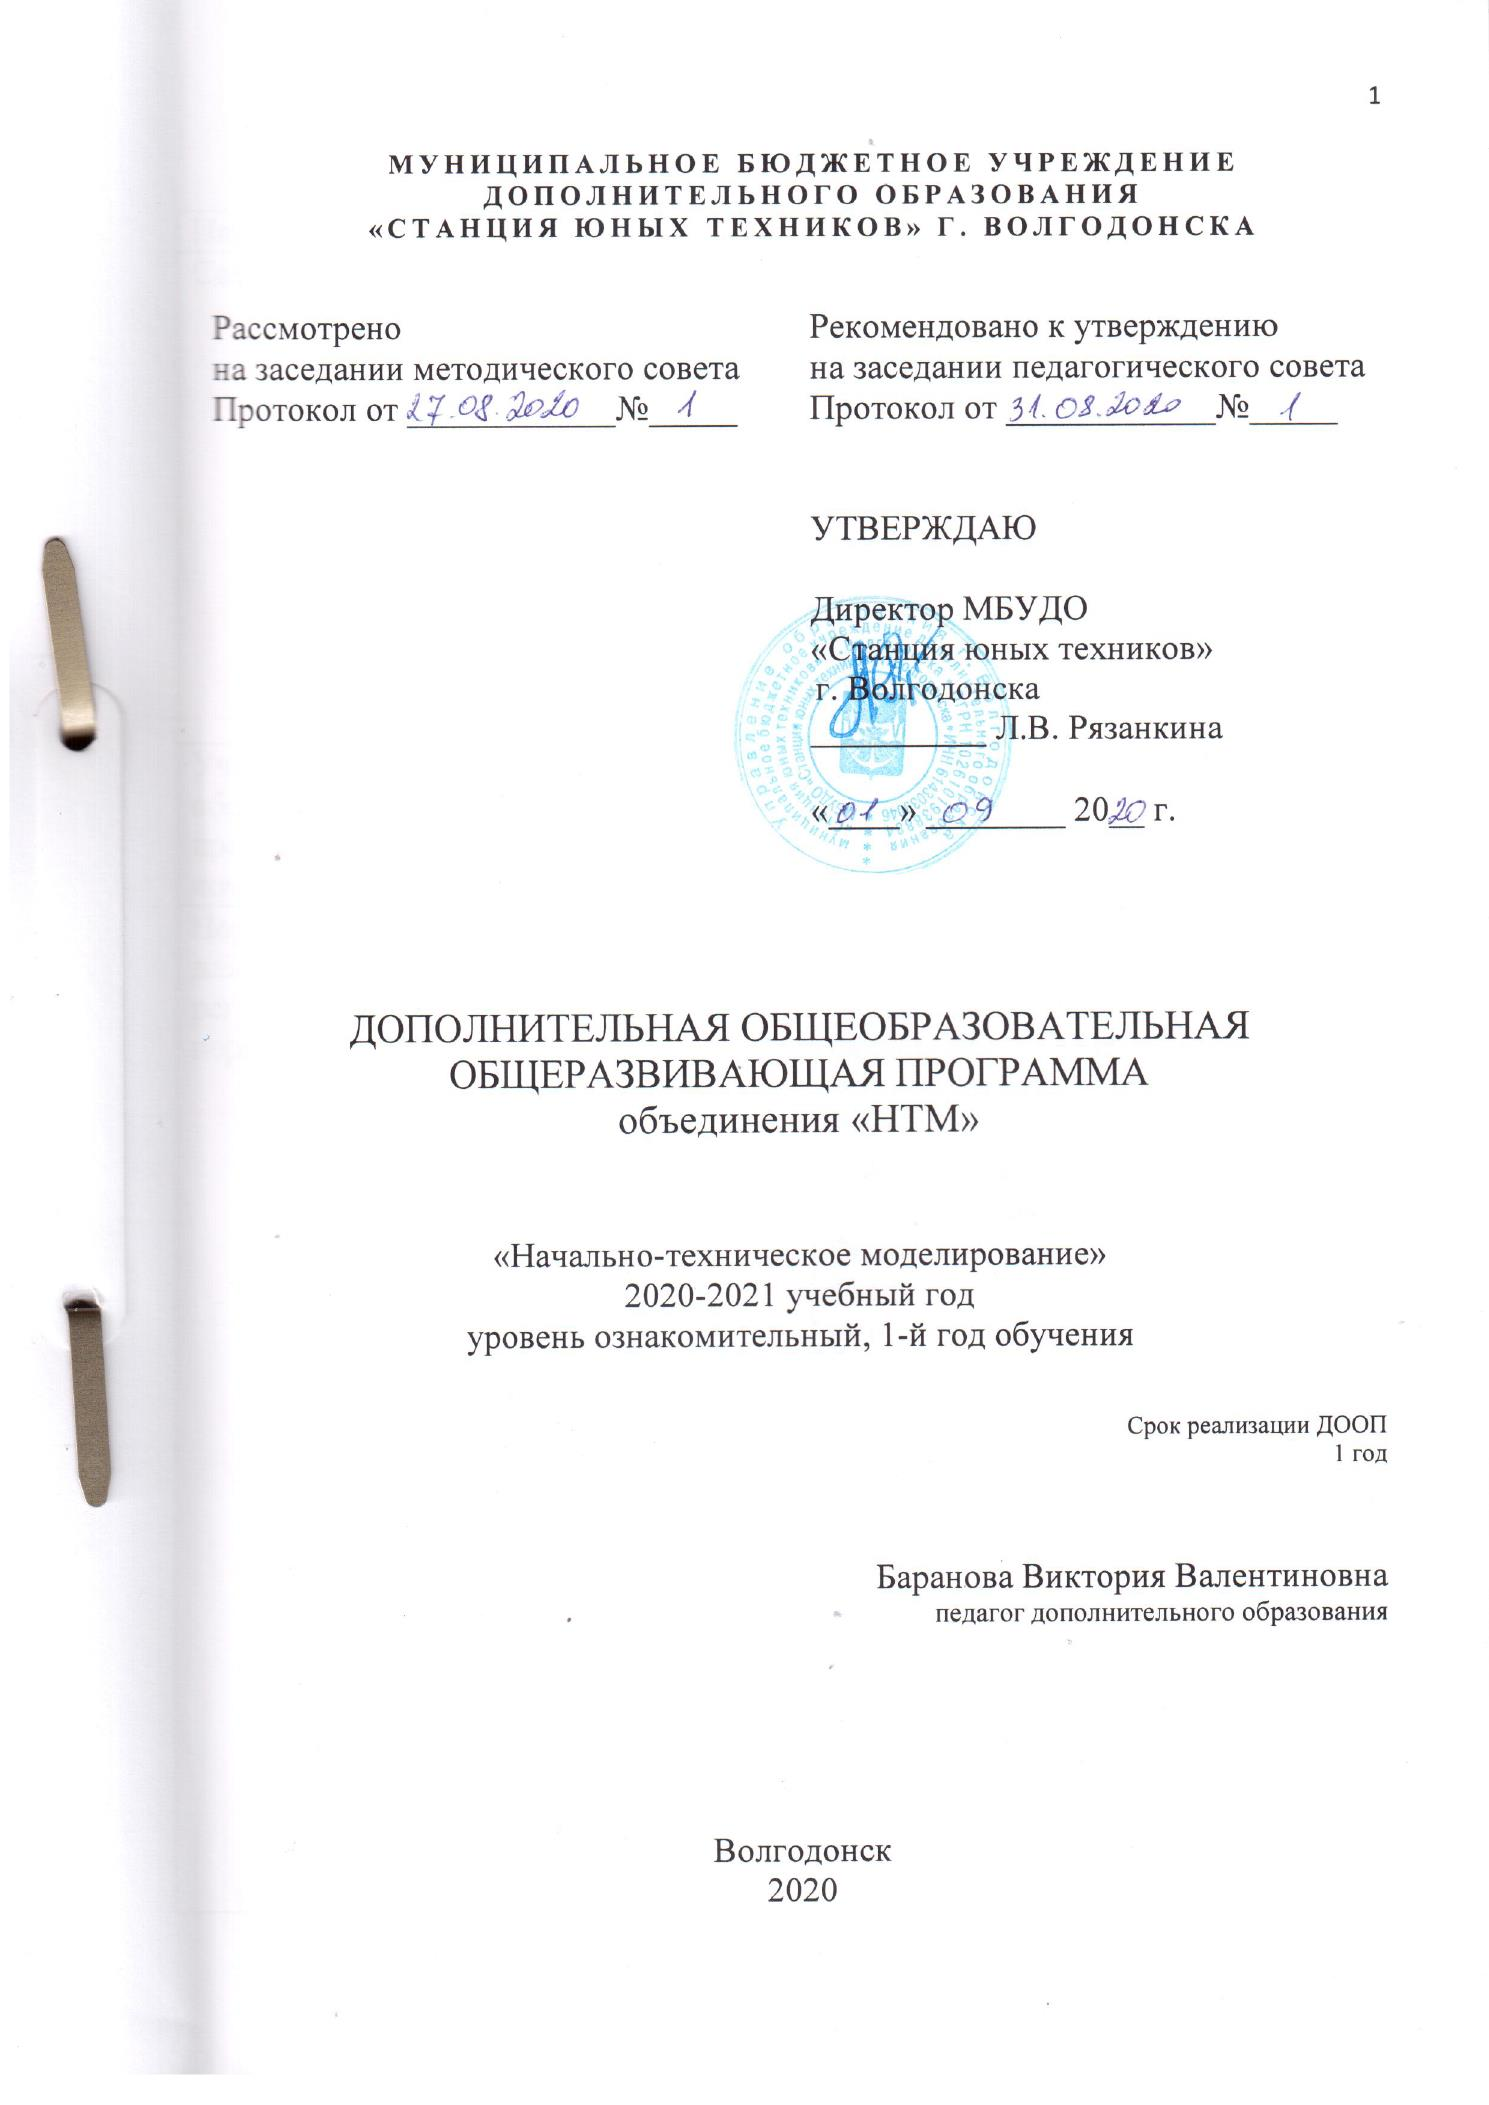 1
МУНИЦИПАЛЬНОЕ БЮДЖЕТНОЕ УЧРЕЖДЕНИЕ
ДОПОЛНИТЕЛЬНОГО ОБРАЗОВАНИЯ
«СТАНЦИЯ ЮНЫХ ТЕХНИКОВ» Г. ВОЛГОДОНСКА
Рассмотрено
на заседании методического совета
Протокол от 27.08.2020 № 1
Рекомендовано к утверждению
на заседании педагогического совета
Протокол от 31.08.2020 № 1
УТВЕРЖДАЮ
Директор МБУДО
«Станция юных техников»
г. Волгодонска
Л.В. Рязанкина
«01» 09 2020 г.
ДОПОЛНИТЕЛЬНАЯ ОБЩЕОБРАЗОВАТЕЛЬНАЯ
ОБЩЕРАЗВИВАЮЩАЯ ПРОГРАММА
объединения «НТМ»
«Начально-техническое моделирование»
2020-2021 учебный год
уровень ознакомительный, 1-й год обучения
Срок реализации ДООП
1 год
Баранова Виктория Валентиновна
педагог дополнительного образования
Волгодонск
2020